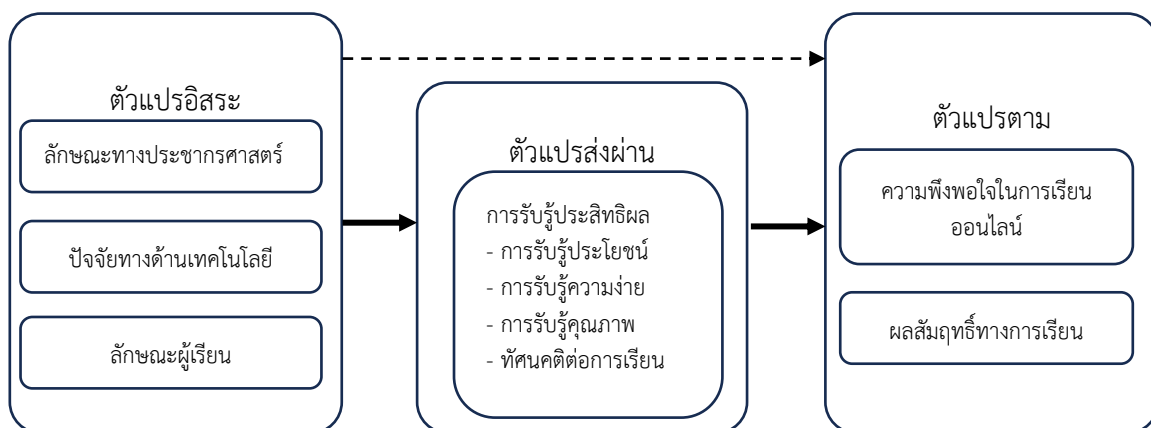 ตัวแปรอิสระ
ลักษณะทางประชากรศาสตร์
ปัจจัยทางด้านเทคโนโลยี
ลักษณะผู้เรียน
ตัวแปรส่งผ่าน
การรับรู้ประสิทธิผล
- การรับรู้ประโยชน์
- การรับรู้ความง่าย
- การรับรู้คุณภาพ
- ทัศนคติต่อการเรียน
ตัวแปรตาม
ความพึงพอใจในการเรียน
ออนไลน์
ผลสัมฤทธิ์ทางการเรียน